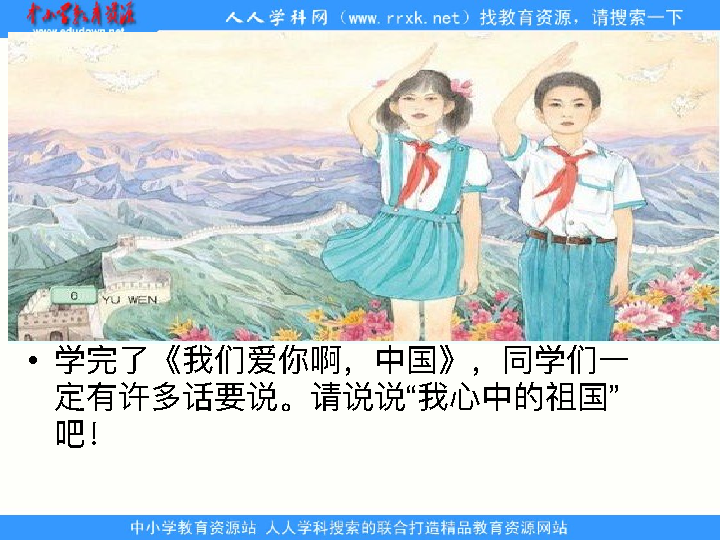 中小学教育资源
www.edudown.net
人人学科网（www.rrxk.net）找教育资源，请搜索一下
6
YU WEN
• 学完了《我们爱你啊，中国》，同学们一
定有许多话要说。请说说“我心中的祖国”
吧！
中小学教育资源站 人人学科搜索的联合打造精品教育资源网站